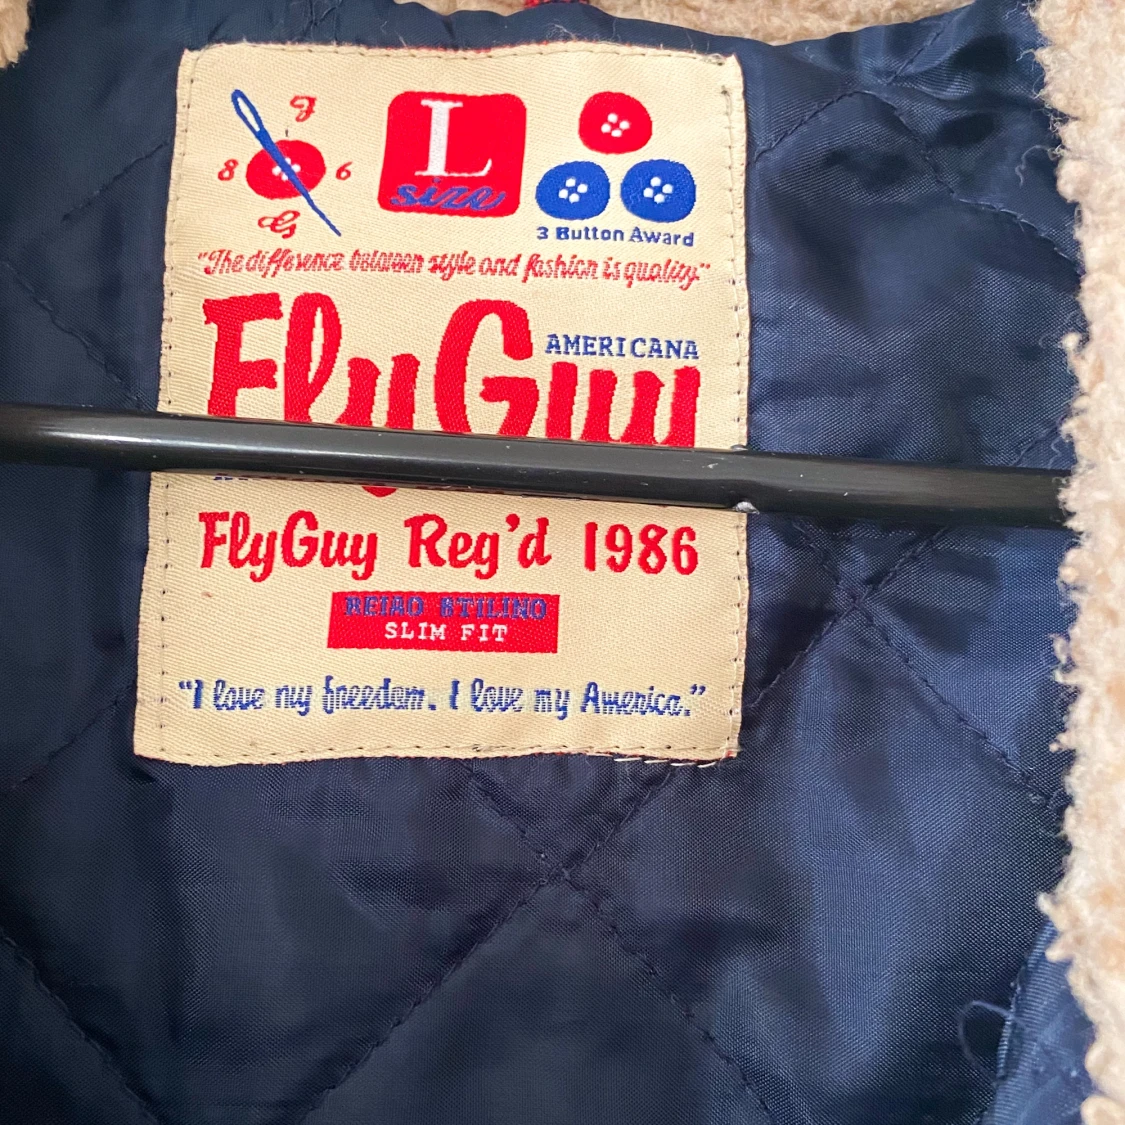 F
8 6
G
L
size
3 Button Award
"The difference between style and fashion is quality"
FlyGuy
AMERICANA
FlyGuy Reg'd 1986
SLIM FIT
"I love my freedom. I love my America."